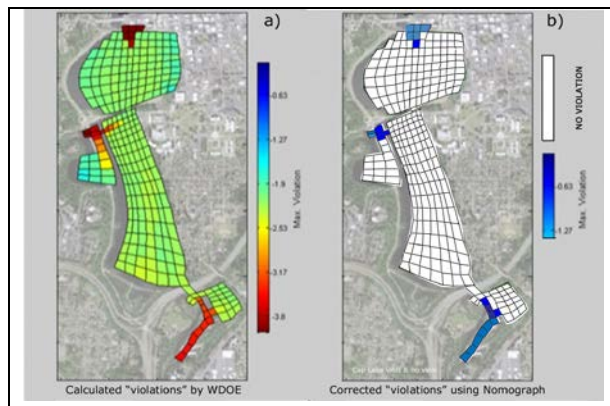 a)
-0.63
-1.27
-1.9
-2.53
-3.17
-3.8
Max. Violation
Calculated "violations" by WDOE
b)
NO VIOLATION
-0.63
-1.27
Max. Violation
Corrected "violations" using Nomograph